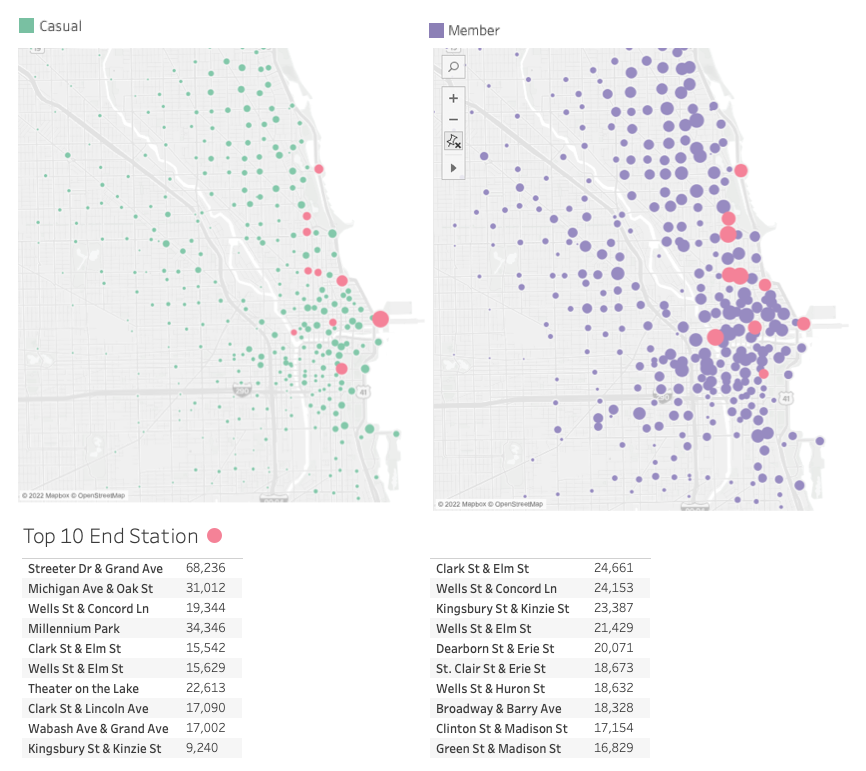 Casual
Member
41
41
© 2022 Mapbox © OpenStreetMap
© 2022 Mapbox © OpenStreetMap
Top 10 End Station
Streeter Dr & Grand Ave 68,236
Michigan Ave & Oak St 31,012
Wells St & Concord Ln 19,344
Millennium Park 34,346
Clark St & Elm St 15,542
Wells St & Elm St 15,629
Theater on the Lake 22,613
Clark St & Lincoln Ave 17,090
Wabash Ave & Grand Ave 17,002
Kingsbury St & Kinzie St 9,240
Clark St & Elm St 24,661
Wells St & Concord Ln 24,153
Kingsbury St & Kinzie St 23,387
Wells St & Elm St 21,429
Dearborn St & Erie St 20,071
St. Clair St & Erie St 18,673
Wells St & Huron St 18,632
Broadway & Barry Ave 18,328
Clinton St & Madison St 17,154
Green St & Madison St 16,829